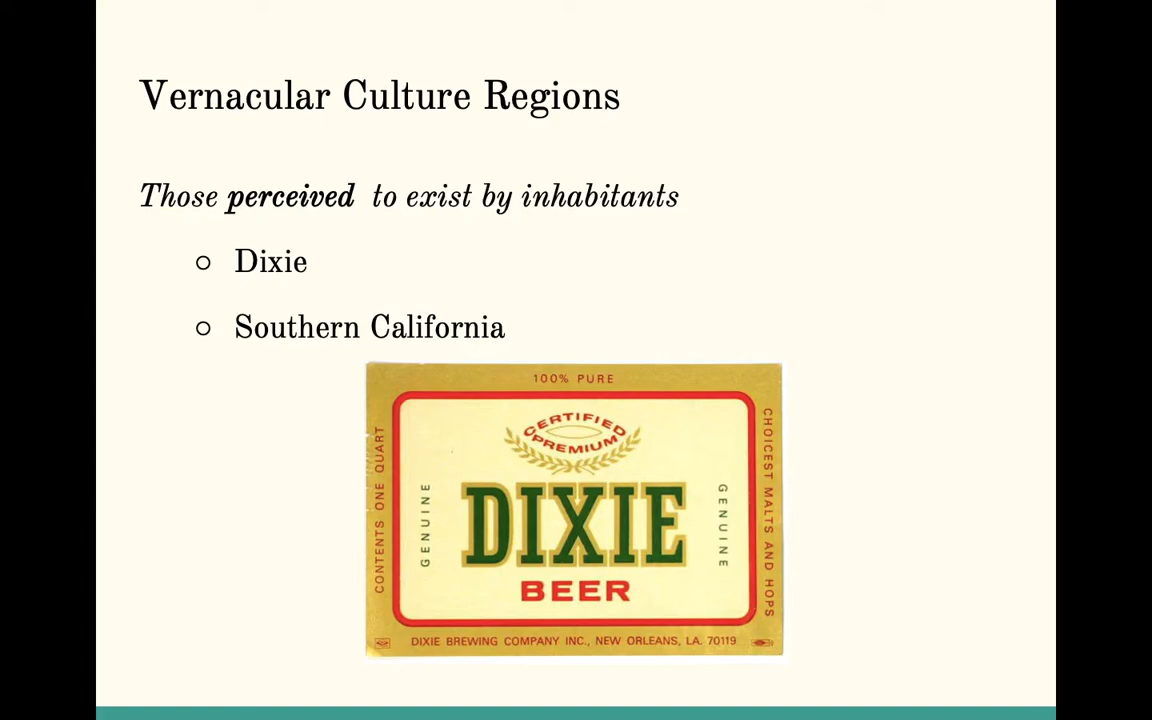 Vernacular Culture Regions
Those perceived to exist by inhabitants
Dixie
Southern California
100% PURE
CERTIFIED
PREMIUM
CONTENTS ONE QUART
GENUINE
DIXIE
GENUINE
CHOICEST MALTS AND HOPS
BEER
DIXIE BREWING COMPANY INC., NEW ORLEANS, LA. 70119